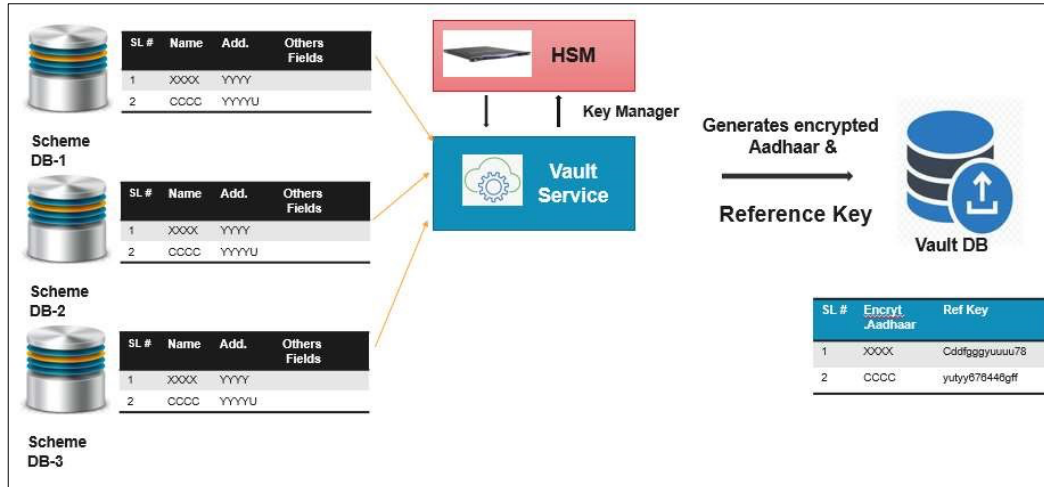 SL # Name Add. Others Fields
1 XXXX YYYY
2 CCCC YYYYU
Scheme
DB-1
SL # Name Add. Others Fields
1 XXXX YYYY
2 CCCC YYYYU
Scheme
DB-2
SL # Name Add. Others Fields
1 XXXX YYYY
2 CCCC YYYYU
Scheme
DB-3
HSM
Key Manager
Vault
Service
Generates encrypted
Aadhaar &
Reference Key
Vault DB
SL # Encryt .Aadhaar Ref Key
1 XXXX Cddfgggyuuuu78
2 CCCC yutyy676446gff